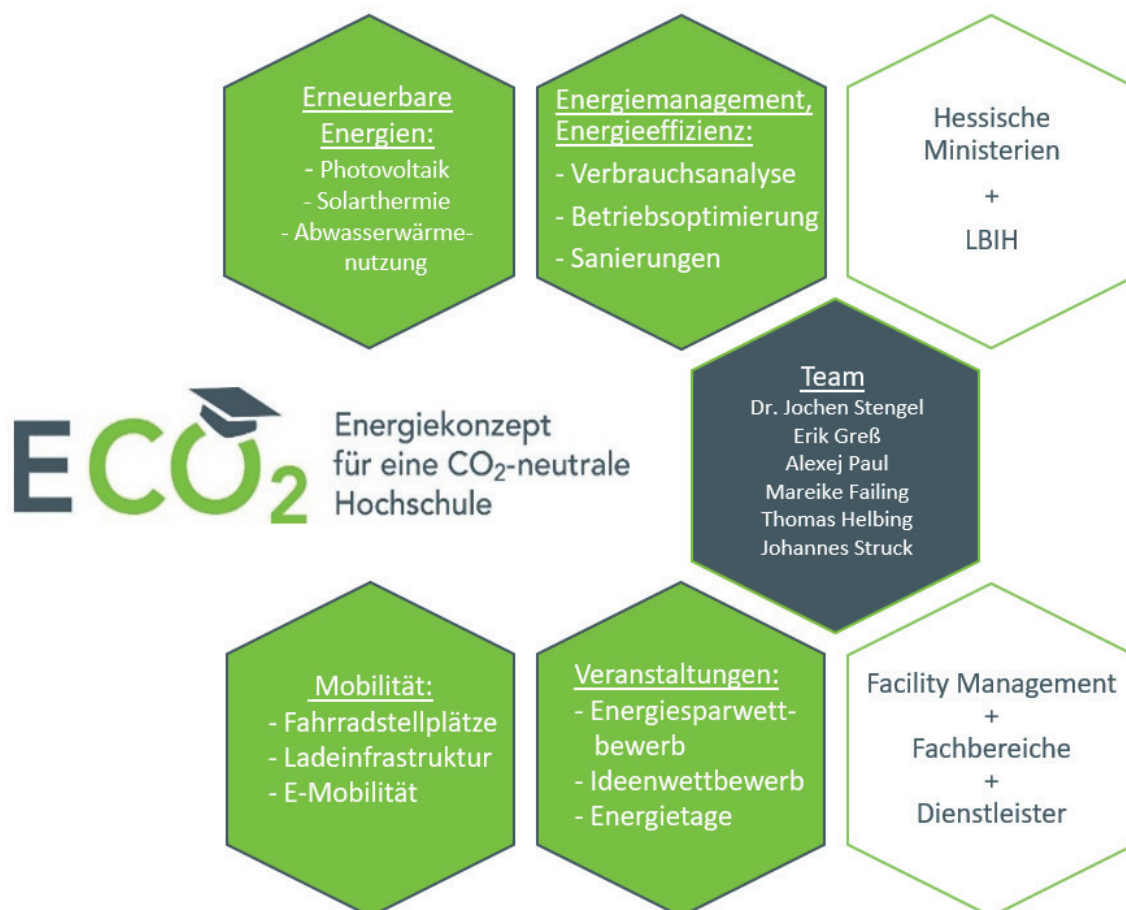 Erneuerbare
Energien:
- Photovoltaik
- Solarthermie
- Abwasserwärme-
nutzung
Energiemanagement,
Energieeffizienz:
- Verbrauchsanalyse
- Betriebsoptimierung
- Sanierungen
Hessische
Ministerien
+
LBIH
ECO2
Energiekonzept
für eine CO₂-neutrale
Hochschule
Team
Dr. Jochen Stengel
Erik Greß
Alexej Paul
Mareike Failing
Thomas Helbing
Johannes Struck
Mobilität:
- Fahrradstellplätze
- Ladeinfrastruktur
- E-Mobilität
Veranstaltungen:
- Energiesparwett-
bewerb
- Ideenwettbewerb
- Energietage
Facility Management
+
Fachbereiche
+
Dienstleister